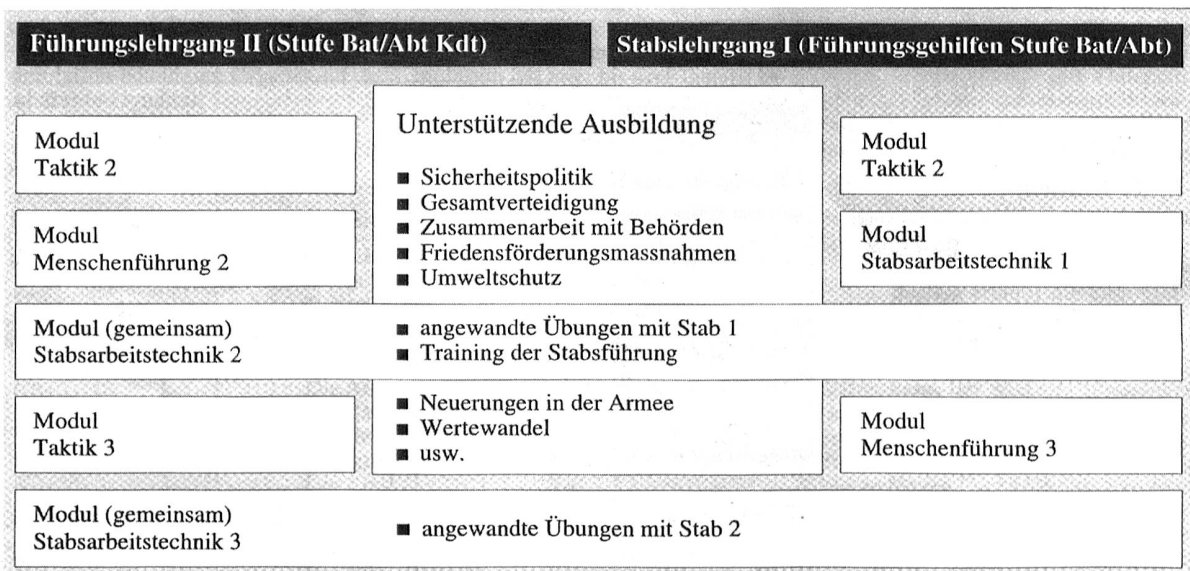 Führungslehrgang II (Stufe Bat/Abt Kdt)
Stabslehrgang I (Führungsgehilfen Stufe Bat/Abt)
Modul
Taktik 2
Modul
Menschenführung 2
Unterstützende Ausbildung
■ Sicherheitspolitik
■ Gesamtverteidigung
■ Zusammenarbeit mit Behörden
■ Friedensförderungsmassnahmen
■ Umweltschutz
Modul
Taktik 2
Modul
Stabsarbeitstechnik 1
Modul (gemeinsam)
Stabsarbeitstechnik 2
■ angewandte Übungen mit Stab 1
■ Training der Stabsführung
Modul
Taktik 3
■ Neuerungen in der Armee
■ Wertewandel
■ usw.
Modul
Menschenführung 3
Modul (gemeinsam)
Stabsarbeitstechnik 3
■ angewandte Übungen mit Stab 2